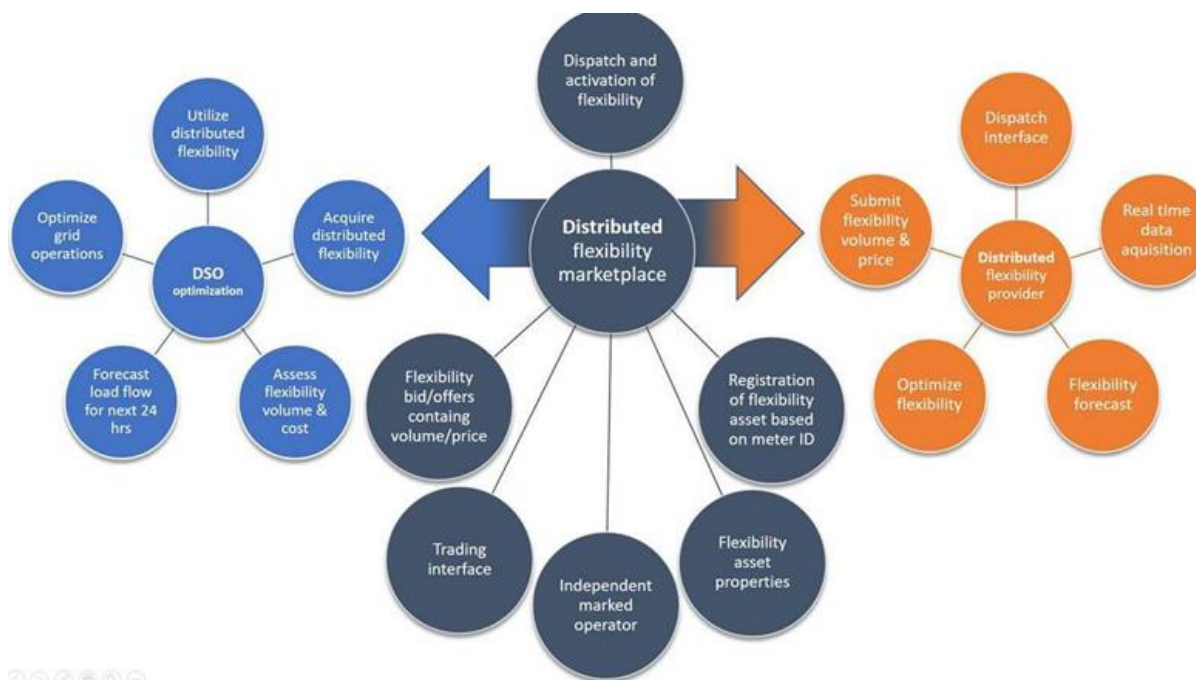 Dispatch and
activation of
flexibility
Utilize
distributed
flexibility
Optimize
grid
operations
Acquire
distributed
flexibility
DSO
optimization
Forecast
load flow
for next 24
hrs
Assess
flexibility
volume &
cost
Distributed
flexibility
marketplace
Flexibility
bid/offers
containg
volume/price
Registration
of flexibility
asset based
on meter ID
Trading
interface
Independent
marked
operator
Flexibility
asset
properties
Dispatch
interface
Submit
flexibility
volume &
price
Real time
data
aquisition
Distributed
flexibility
provider
Optimize
flexibility
Flexibility
forecast